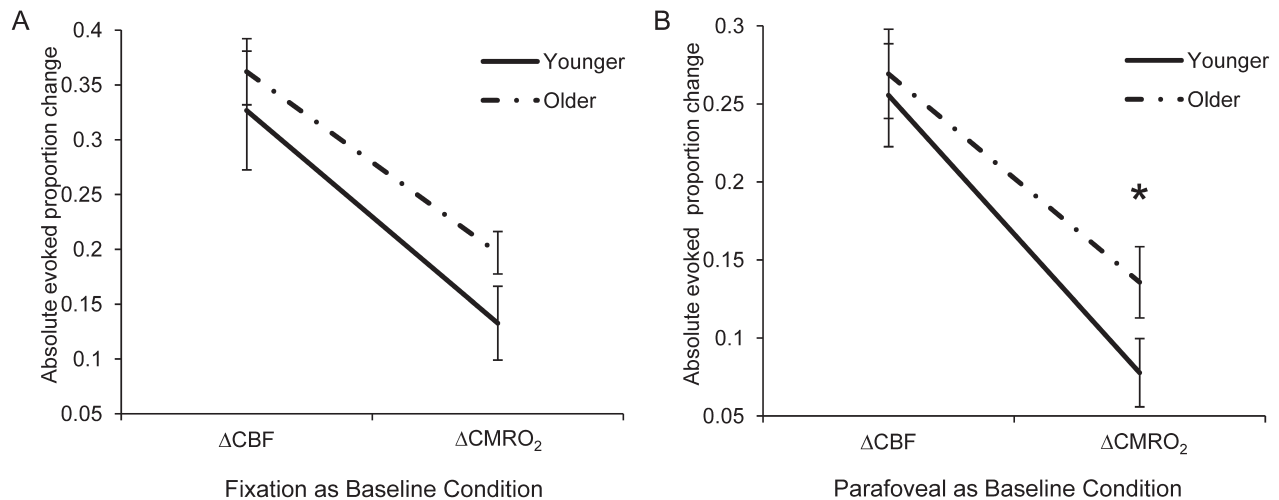 A
Absolute evoked proportion change
0.4
0.35
0.3
0.25
0.2
0.15
0.1
0.05
Younger
Older
ΔCBF
ΔCMRO₂
Fixation as Baseline Condition
B
Absolute evoked proportion change
0.3
0.25
0.2
0.15
0.1
0.05
Younger
Older
*
ΔCBF
ΔCMRO₂
Parafoveal as Baseline Condition